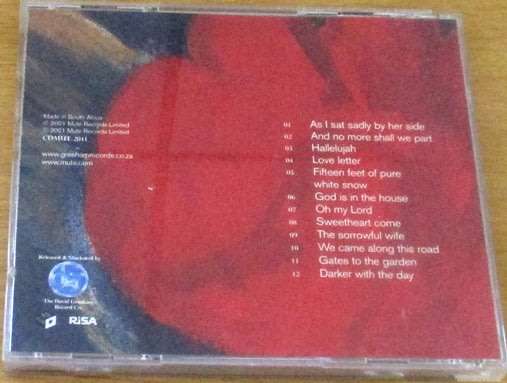 Made in South Africa
℗ 2001 Mute Records Limited
© 2001 Mute Records Limited
CDMUTE 2011
www.mute.com
Released & Marketed by
The David Gresham
Record Co.
RiSA
01 As I sat sadly by her side
02 And no more shall we part
03 Hallelujah
04 Love letter
05 Fifteen feet of pure
white snow
06 God is in the house
07 Oh my Lord
08 Sweetheart come
09 The sorrowful wife
10 We came along this road
11 Gates to the garden
12 Darker with the day